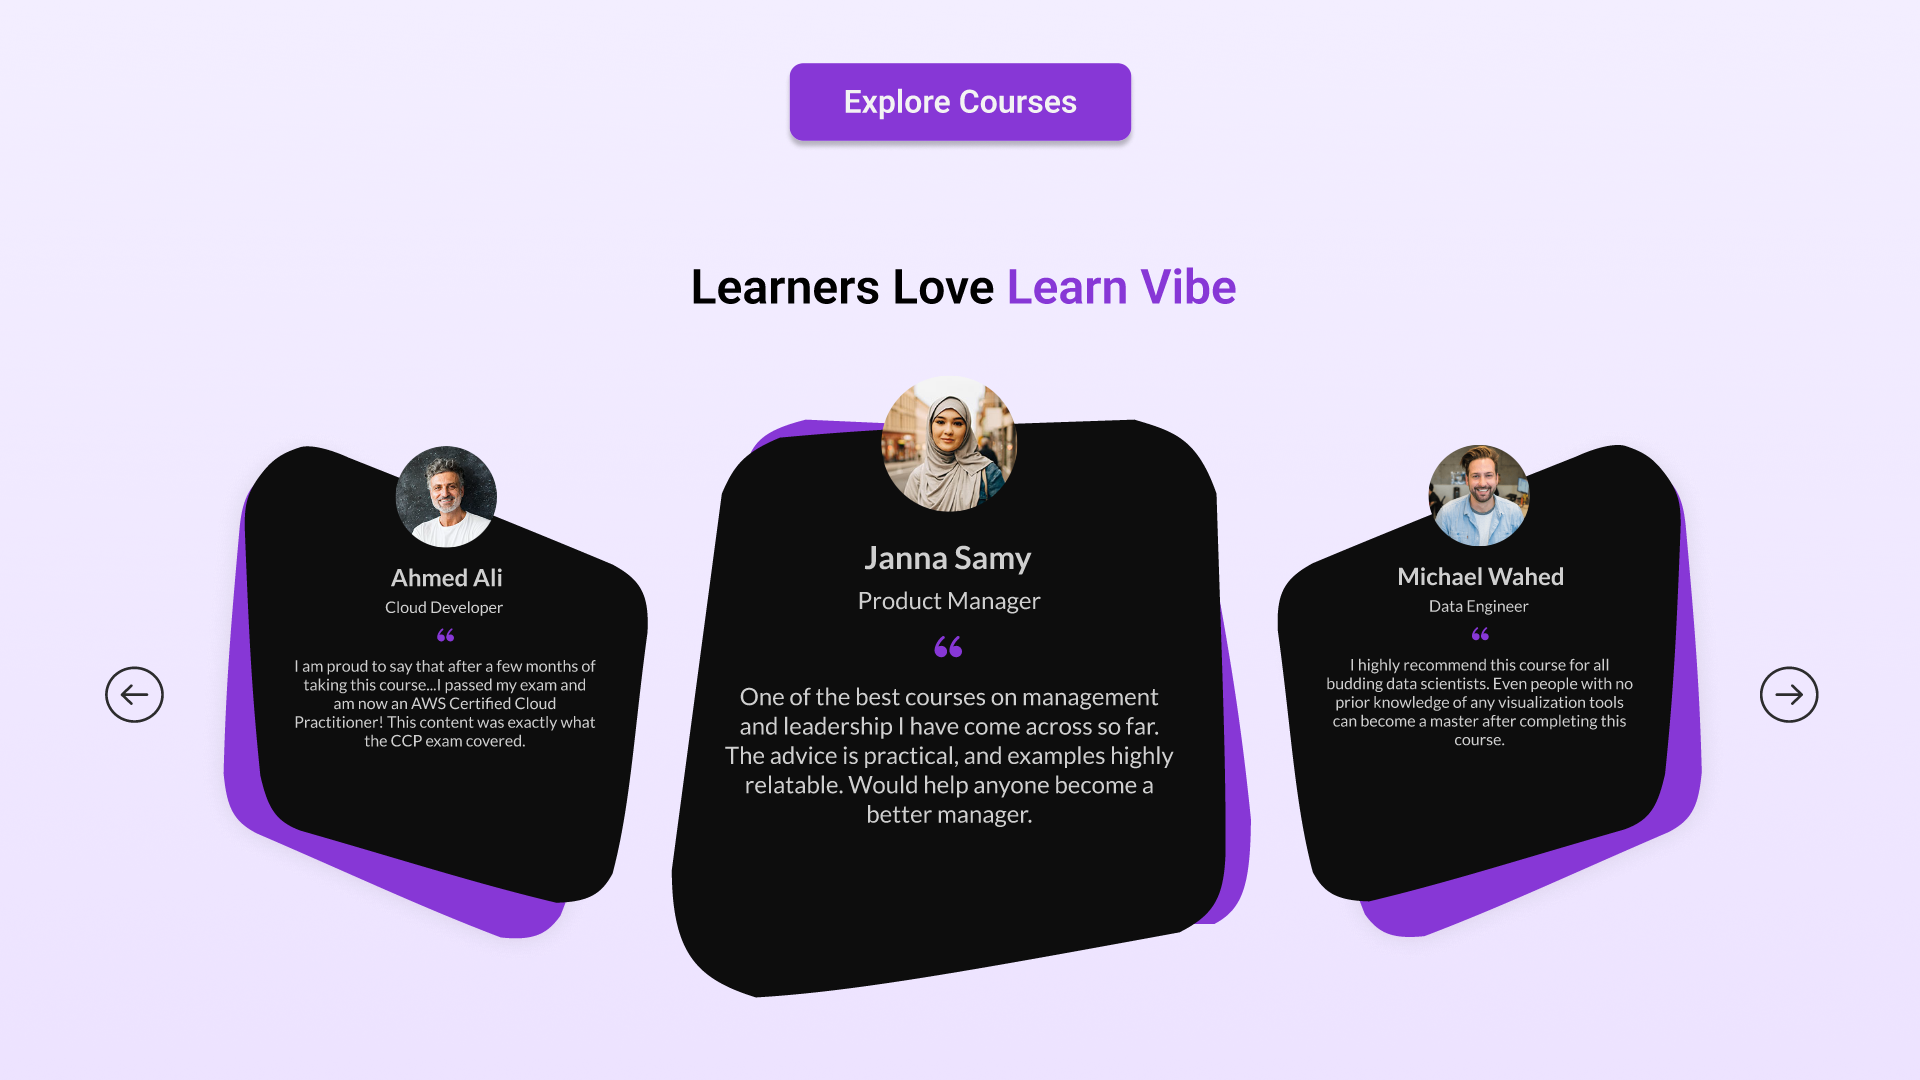 Explore Courses
Learners Love Learn Vibe
Ahmed Ali
Cloud Developer
“
I am proud to say that after a few months of
taking this course...I passed my exam and
am now an AWS Certified Cloud
Practitioner! This content was exactly what
the CCP exam covered.
Janna Samy
Product Manager
“
One of the best courses on management
and leadership I have come across so far.
The advice is practical, and examples highly
relatable. Would help anyone become a
better manager.
Michael Wahed
Data Engineer
“
I highly recommend this course for all
budding data scientists. Even people with no
prior knowledge of any visualization tools
can become a master after completing this
course.